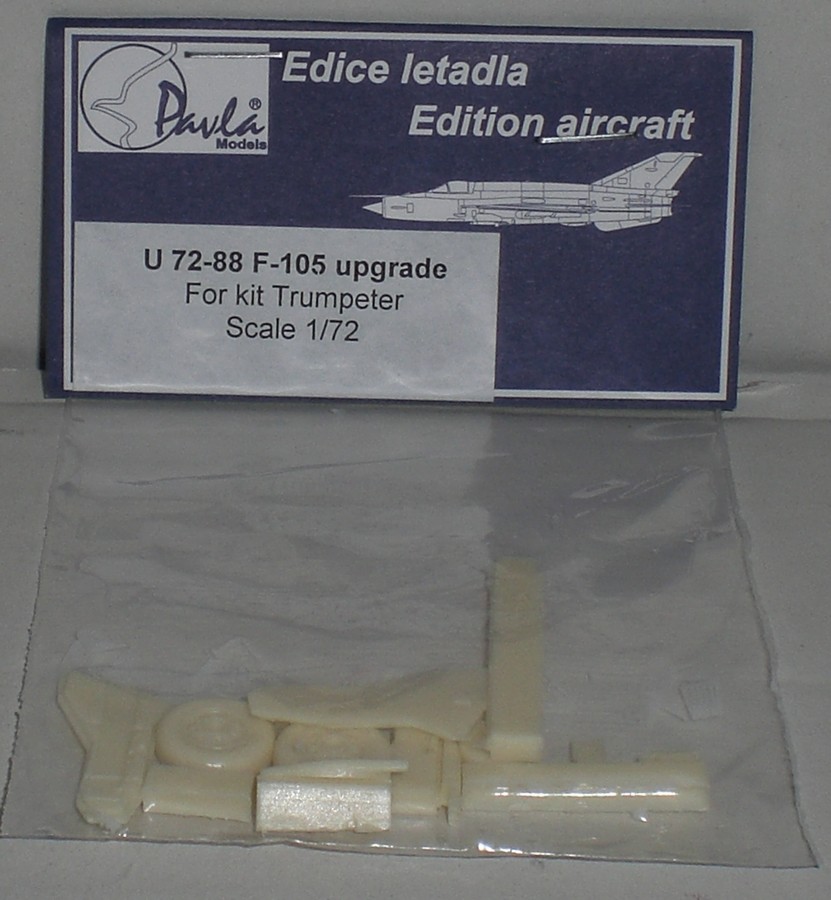 Edice letadla
Edition aircraft
Pavla®
Models
U 72-88 F-105 upgrade
For kit Trumpeter
Scale 1/72